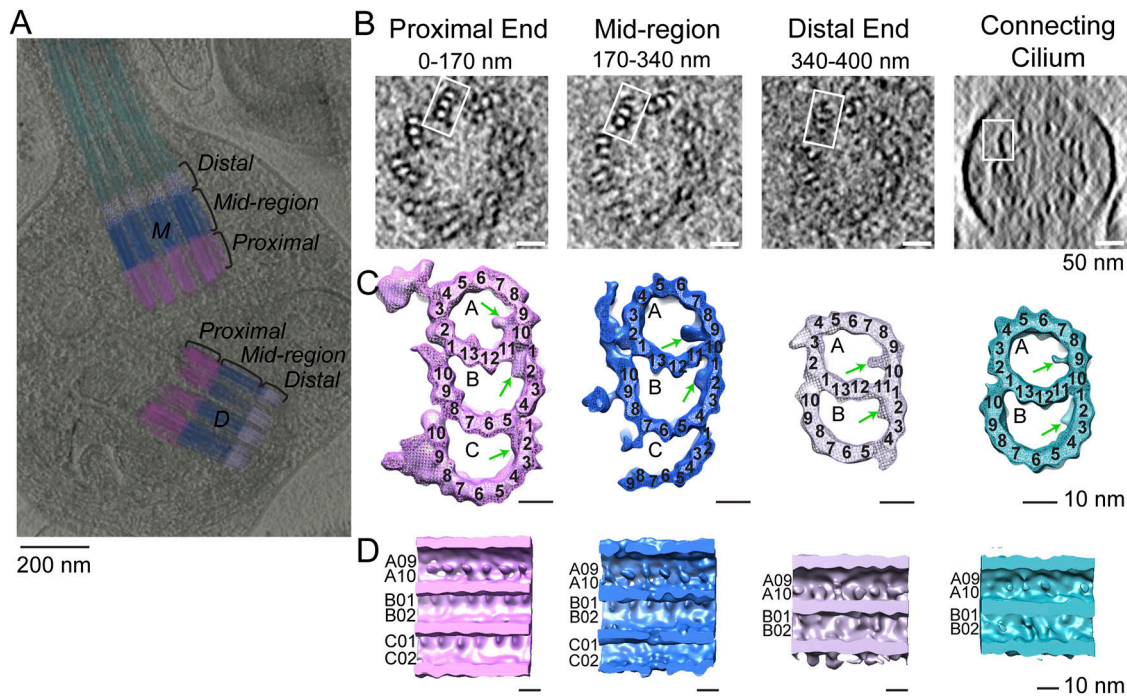 A
Distal
Mid-region
M
Proximal
Proximal
Mid-region
Distal
D
200 nm
B
Proximal End
0-170 nm
Mid-region
170-340 nm
Distal End
340-400 nm
Connecting
Cilium
50 nm
C
A
B
C
1 2 3 4 5 6 7 8 9 10 11 12 13
1 2 3 4 5 6 7 8 9 10
1 2 3 4 5 6 7 8 9 10
A
B
C
1 2 3 4 5 6 7 8 9 10 11 12 13
1 2 3 4 5 6 7 8 9 10
1 2 3 4 5 6 7 8 9
A
B
1 2 3 4 5 6 7 8 9 10 11 12 13
1 2 3 4 5 6 7 8 9 10
A
B
1 2 3 4 5 6 7 8 9 10 11 12 13
1 2 3 4 5 6 7 8 9 10
10 nm
D
A09
A10
B01
B02
C01
C02
A09
A10
B01
B02
C01
C02
A09
A10
B01
B02
A09
A10
B01
B02
10 nm